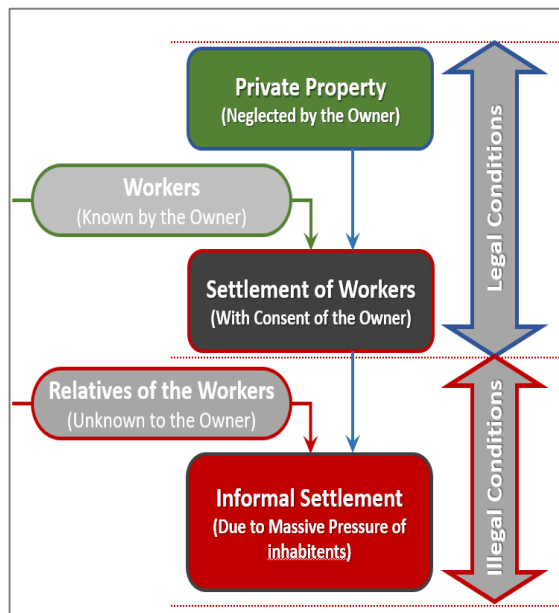 Private Property
(Neglected by the Owner)
Workers
(Known by the Owner)
Settlement of Workers
(With Consent of the Owner)
Legal Conditions
Relatives of the Workers
(Unknown to the Owner)
Informal Settlement
(Due to Massive Pressure of
inhabitents)
Illegal Conditions